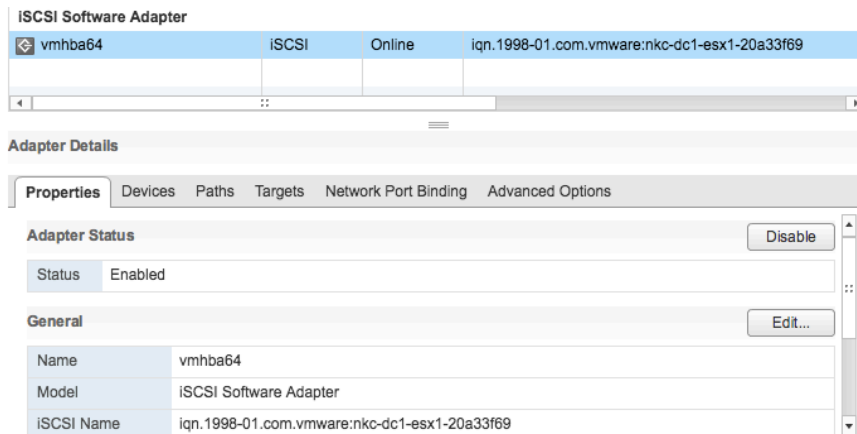 iSCSI Software Adapter
vmhba64 iSCSI Online iqn.1998-01.com.vmware:nkc-dc1-esx1-20a33f69
Adapter Details
Properties Devices Paths Targets Network Port Binding Advanced Options
Adapter Status Disable
Status Enabled
General Edit...
Name vmhba64
Model iSCSI Software Adapter
iSCSI Name iqn.1998-01.com.vmware:nkc-dc1-esx1-20a33f69